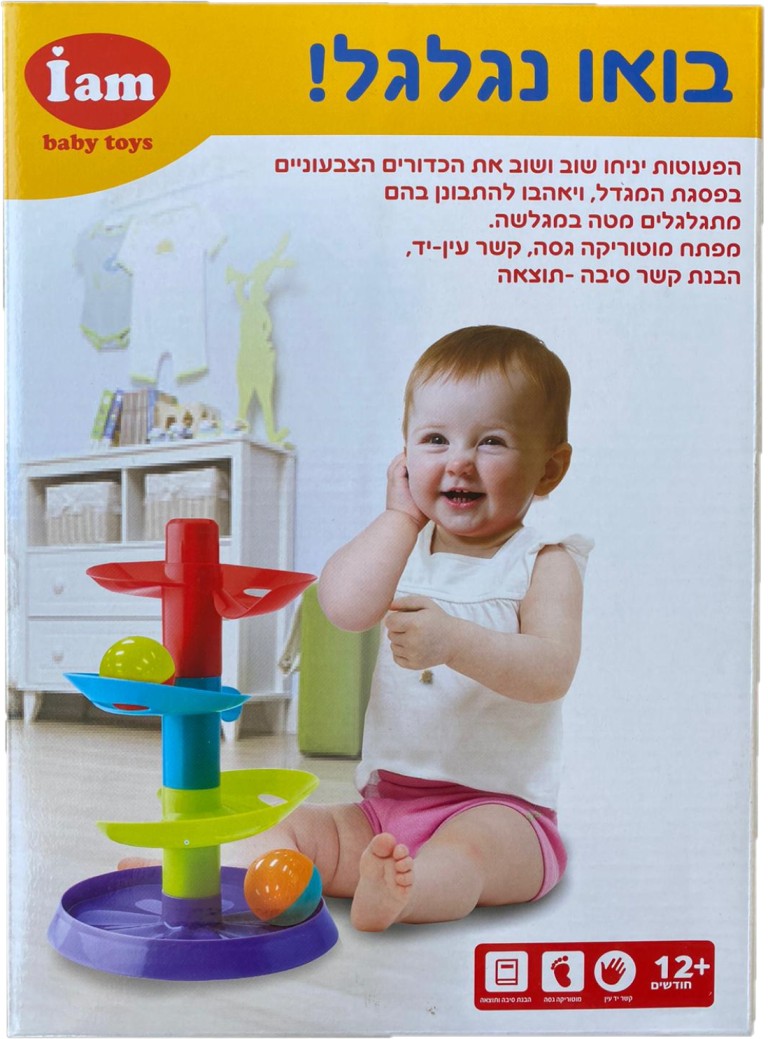 i am
baby toys
בואו נגלגל!
הפעוטות יניחו שוב ושוב את הכדורים הצבעוניים
בפסגת המגדל, ויאהבו להתבונן בהם
מתגלגלים מטה במגלשה.
מפתח מוטוריקה גסה, קשר עין-יד,
הבנת קשר סיבה -תוצאה
12+
חודשים
קשר יד עין
מוטוריקה גסה
הבנת סיבה ותוצאה